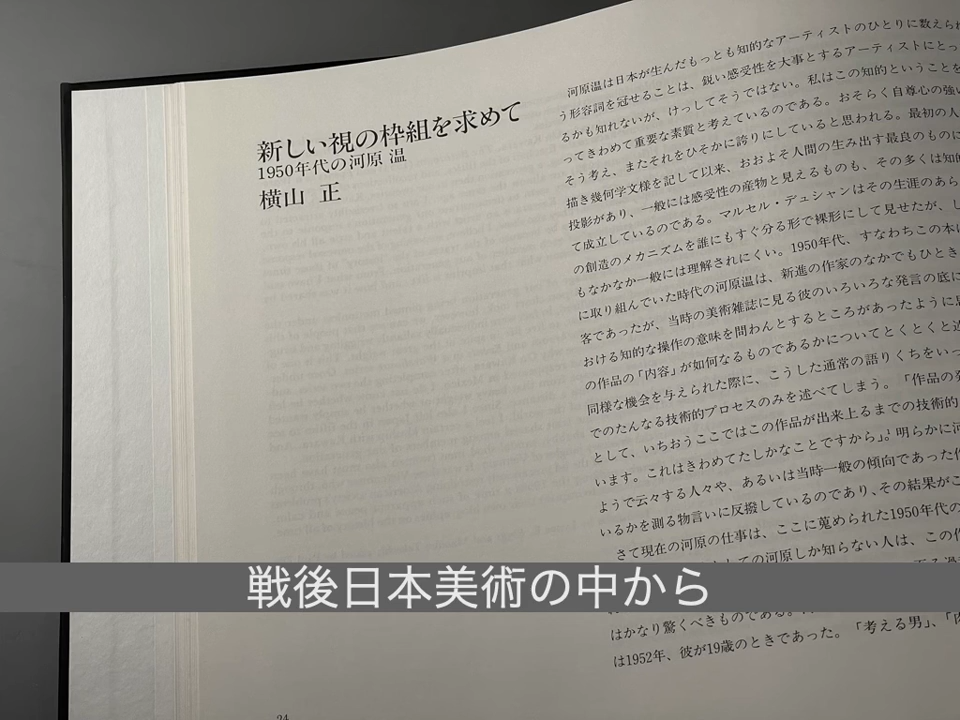 新しい視の枠組を求めて
1950年代の河原 温
横山 正
河原温は日本が生んだもっとも知的なアーティストのひとりに数えられ
う形容詞を冠せることは、鋭い感受性を大事とするアーティストにとっ
るかも知れないが、けっしてそうではない。私はこの知的ということを
ってきわめて重要な素質と考えているのである。おそらく自尊心の強い
そう考え、またそれをひそかに誇りにしていると思われる。最初の人
描き幾何学文様を記して以来、おおよそ人間の生み出す最良のものに
投影があり、一般には感受性の産物と見えるものも、その多くは知的
て成立しているのである。マルセル・デュシャンはその生涯のあら
の創造のメカニズムを誰にもすぐ分る形で裸形にして見せたが、し
もなかなか一般には理解されにくい。1950年代、すなわちこの本に
に取り組んでいた時代の河原温は、新進の作家のなかでもひとき
客であったが、当時の美術雑誌に見る彼のいろいろな発言の底に
おける知的な操作の意味を問わんとするところがあったように思
の作品の「内容」が如何なるものであるかについてとくとくと述
同様な機会を与えられた際に、こうした通常の語りくちをいっ
でのたんなる技術的プロセスのみを述べてしまう。「作品の発
として、いちおうここではこの作品が出来上るまでの技術的
います。これはきわめてたしかなことですから」。1 明らかに河
ようで云々する人々や、あるいは当時一般の傾向であった作
いるかを測る物言いに反撥しているのであり、その結果がこ
さて現在の河原の仕事は、ここに蒐められた1950年代の
ての河原しか知らない人は、この作
戦後日本美術の中から
はかなり驚くべきものである。
は1952年、彼が19歳のときであった。「考える男」、「肉
24